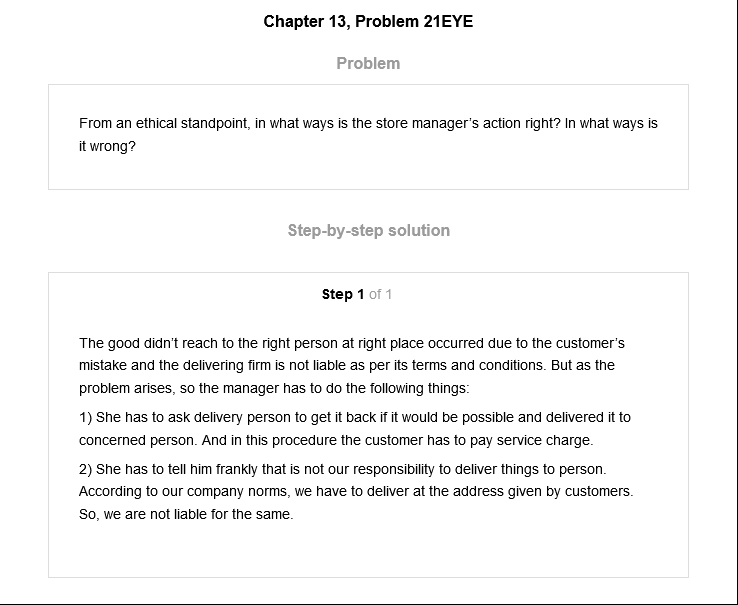 Chapter 13, Problem 21EYE
Problem
From an ethical standpoint, in what ways is the store manager's action right? In what ways is
it wrong?
Step-by-step solution
Step 1 of 1
The good didn't reach to the right person at right place occurred due to the customer's
mistake and the delivering firm is not liable as per its terms and conditions. But as the
problem arises, so the manager has to do the following things:
1) She has to ask delivery person to get it back if it would be possible and delivered it to
concerned person. And in this procedure the customer has to pay service charge.
2) She has to tell him frankly that is not our responsibility to deliver things to person.
According to our company norms, we have to deliver at the address given by customers.
So, we are not liable for the same.